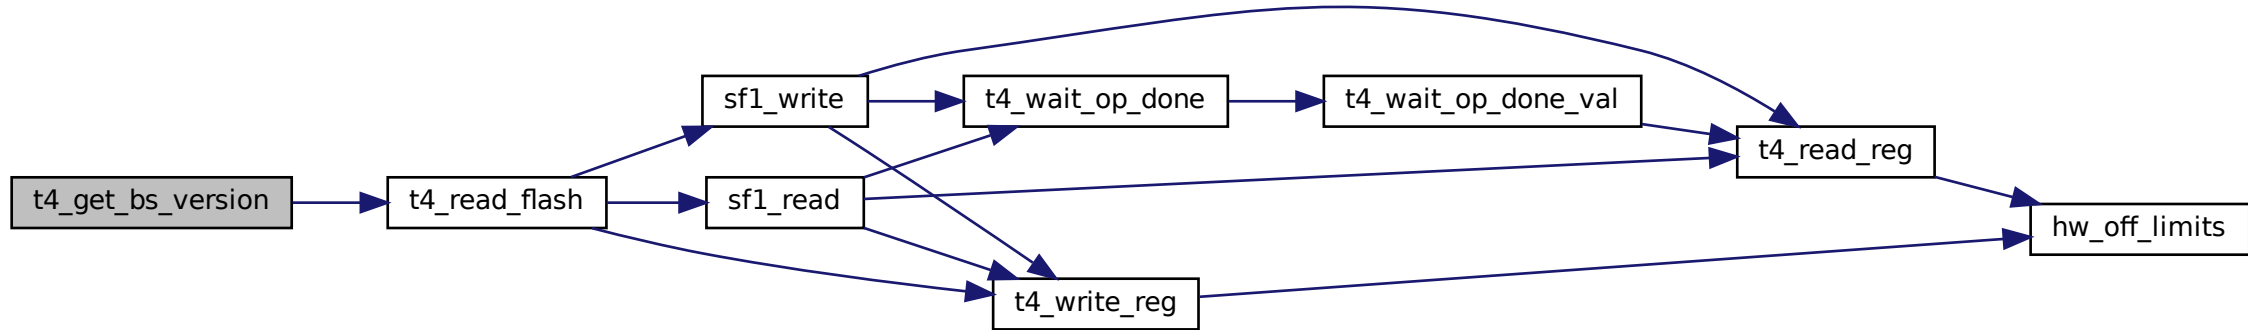 t4_get_bs_version
t4_read_flash
sf1_write
sf1_read
t4_wait_op_done
t4_write_reg
t4_wait_op_done_val
t4_read_reg
hw_off_limits